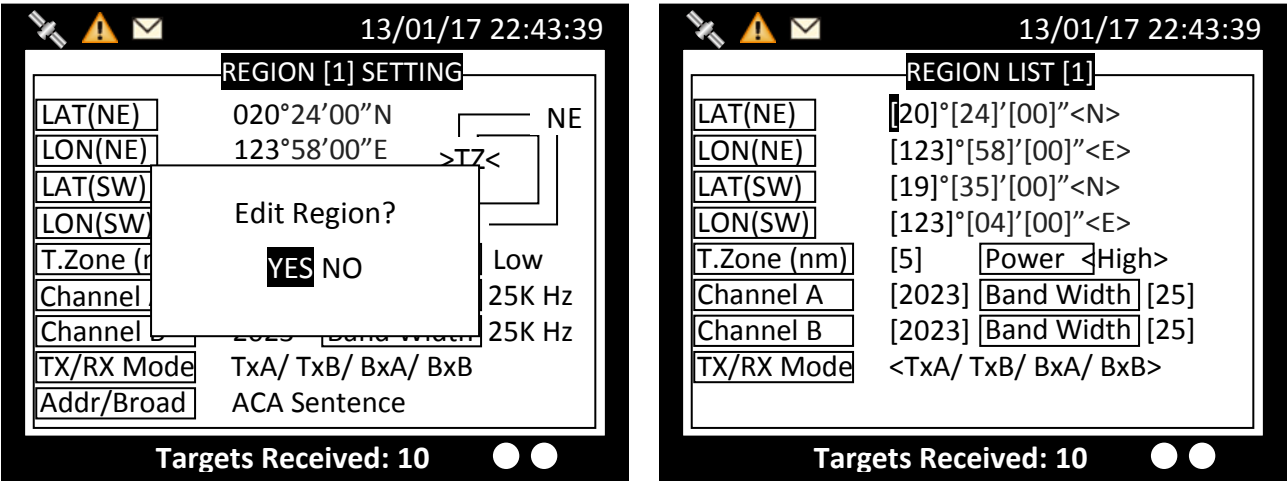 13/01/17 22:43:39
REGION [1] SETTING
LAT(NE) 020°24’00”N NE
LON(NE) 123°58’00”E >TZ<
LAT(SW)
LON(SW)
Edit Region?
YES NO
T.Zone Low
Channel 25K Hz
Channel 25K Hz
TX/RX Mode TxA/ TxB/ BxA/ BxB
Addr/Broad ACA Sentence
Targets Received: 10
13/01/17 22:43:39
REGION LIST [1]
LAT(NE) [20]°[24]’[00]”<N>
LON(NE) [123]°[58]’[00]”<E>
LAT(SW) [19]°[35]’[00]”<N>
LON(SW) [123]°[04]’[00]”<E>
T.Zone (nm) [5] Power <High>
Channel A [2023] Band Width [25]
Channel B [2023] Band Width [25]
TX/RX Mode <TxA/ TxB/ BxA/ BxB>
Targets Received: 10